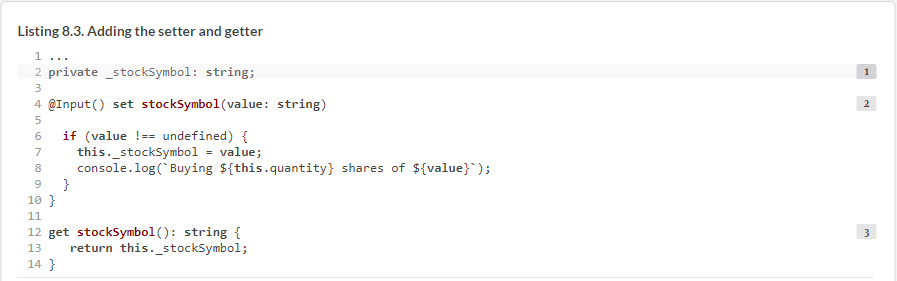 Listing 8.3. Adding the setter and getter
1 ...
2 private _stockSymbol: string; 1
3
4 @Input() set stockSymbol(value: string) 2
5
6   if (value !== undefined) {
7     this._stockSymbol = value;
8     console.log(`Buying ${this.quantity} shares of ${value}`);
9   }
10 }
11
12 get stockSymbol(): string { 3
13    return this._stockSymbol;
14 }